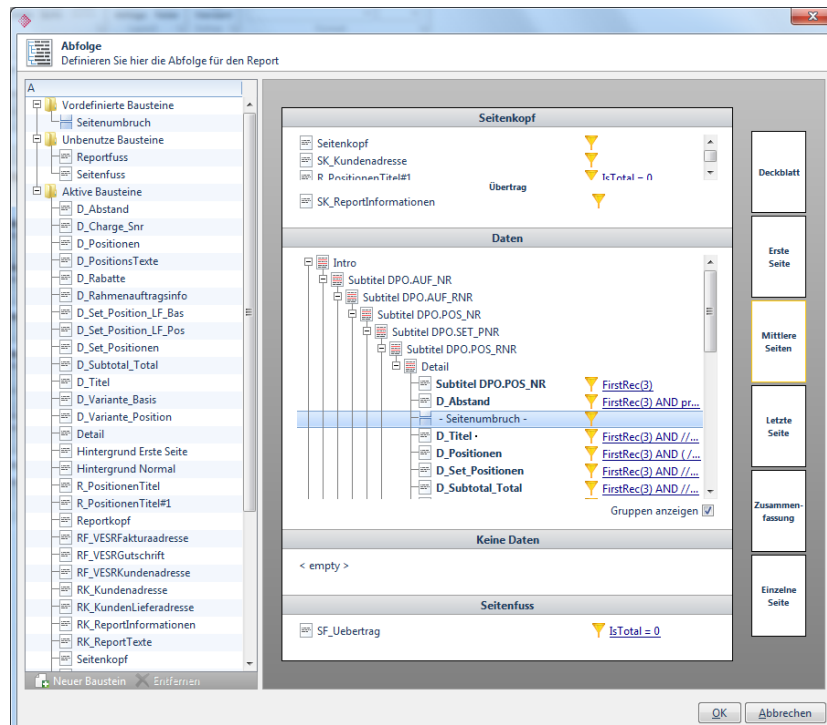 Abfolge
Definieren Sie hier die Abfolge für den Report
A
Vordefinierte Bausteine
Seitenumbruch
Unbenutze Bausteine
Reportfuss
Seitenfuss
Aktive Bausteine
D_Abstand
D_Charge_Snr
D_Positionen
D_PositionsTexte
D_Rabatte
D_Rahmenauftragsinfo
D_Set_Position_LF_Bas
D_Set_Position_LF_Pos
D_Set_Positionen
D_Subtotal_Total
D_Titel
D_Variante_Basis
D_Variante_Position
Detail
Hintergrund Erste Seite
Hintergrund Normal
R_PositionenTitel
R_PositionenTitel#1
Reportkopf
RF_VESRFakturaadresse
RF_VESRGutschrift
RF_VESRKundenadresse
RK_Kundenadresse
RK_KundenLieferadresse
RK_ReportInformationen
RK_ReportTexte
Seitenkopf
Neuer Baustein Entfernen
Seitenkopf
Seitenkopf
SK_Kundenadresse
R_PositionenTitel#1 IsTotal = 0
Übertrag
SK_ReportInformationen
Daten
Intro
Subtitel DPO.AUF_NR
Subtitel DPO.AUF_RNR
Subtitel DPO.POS_NR
Subtitel DPO.SET_PNR
Subtitel DPO.POS_RNR
Detail
Subtitel DPO.POS_NR FirstRec(3)
D_Abstand FirstRec(3) AND pr...
- Seitenumbruch -
D_Titel · FirstRec(3) AND //...
D_Positionen FirstRec(3) AND ( /...
D_Set_Positionen FirstRec(3) AND //...
D_Subtotal_Total FirstRec(3) AND //...
Gruppen anzeigen
Keine Daten
< empty >
Seitenfuss
SF_Uebertrag IsTotal = 0
Deckblatt
Erste
Seite
Mittlere
Seiten
Letzte
Seite
Zusammen-
fassung
Einzelne
Seite
OK Abbrechen